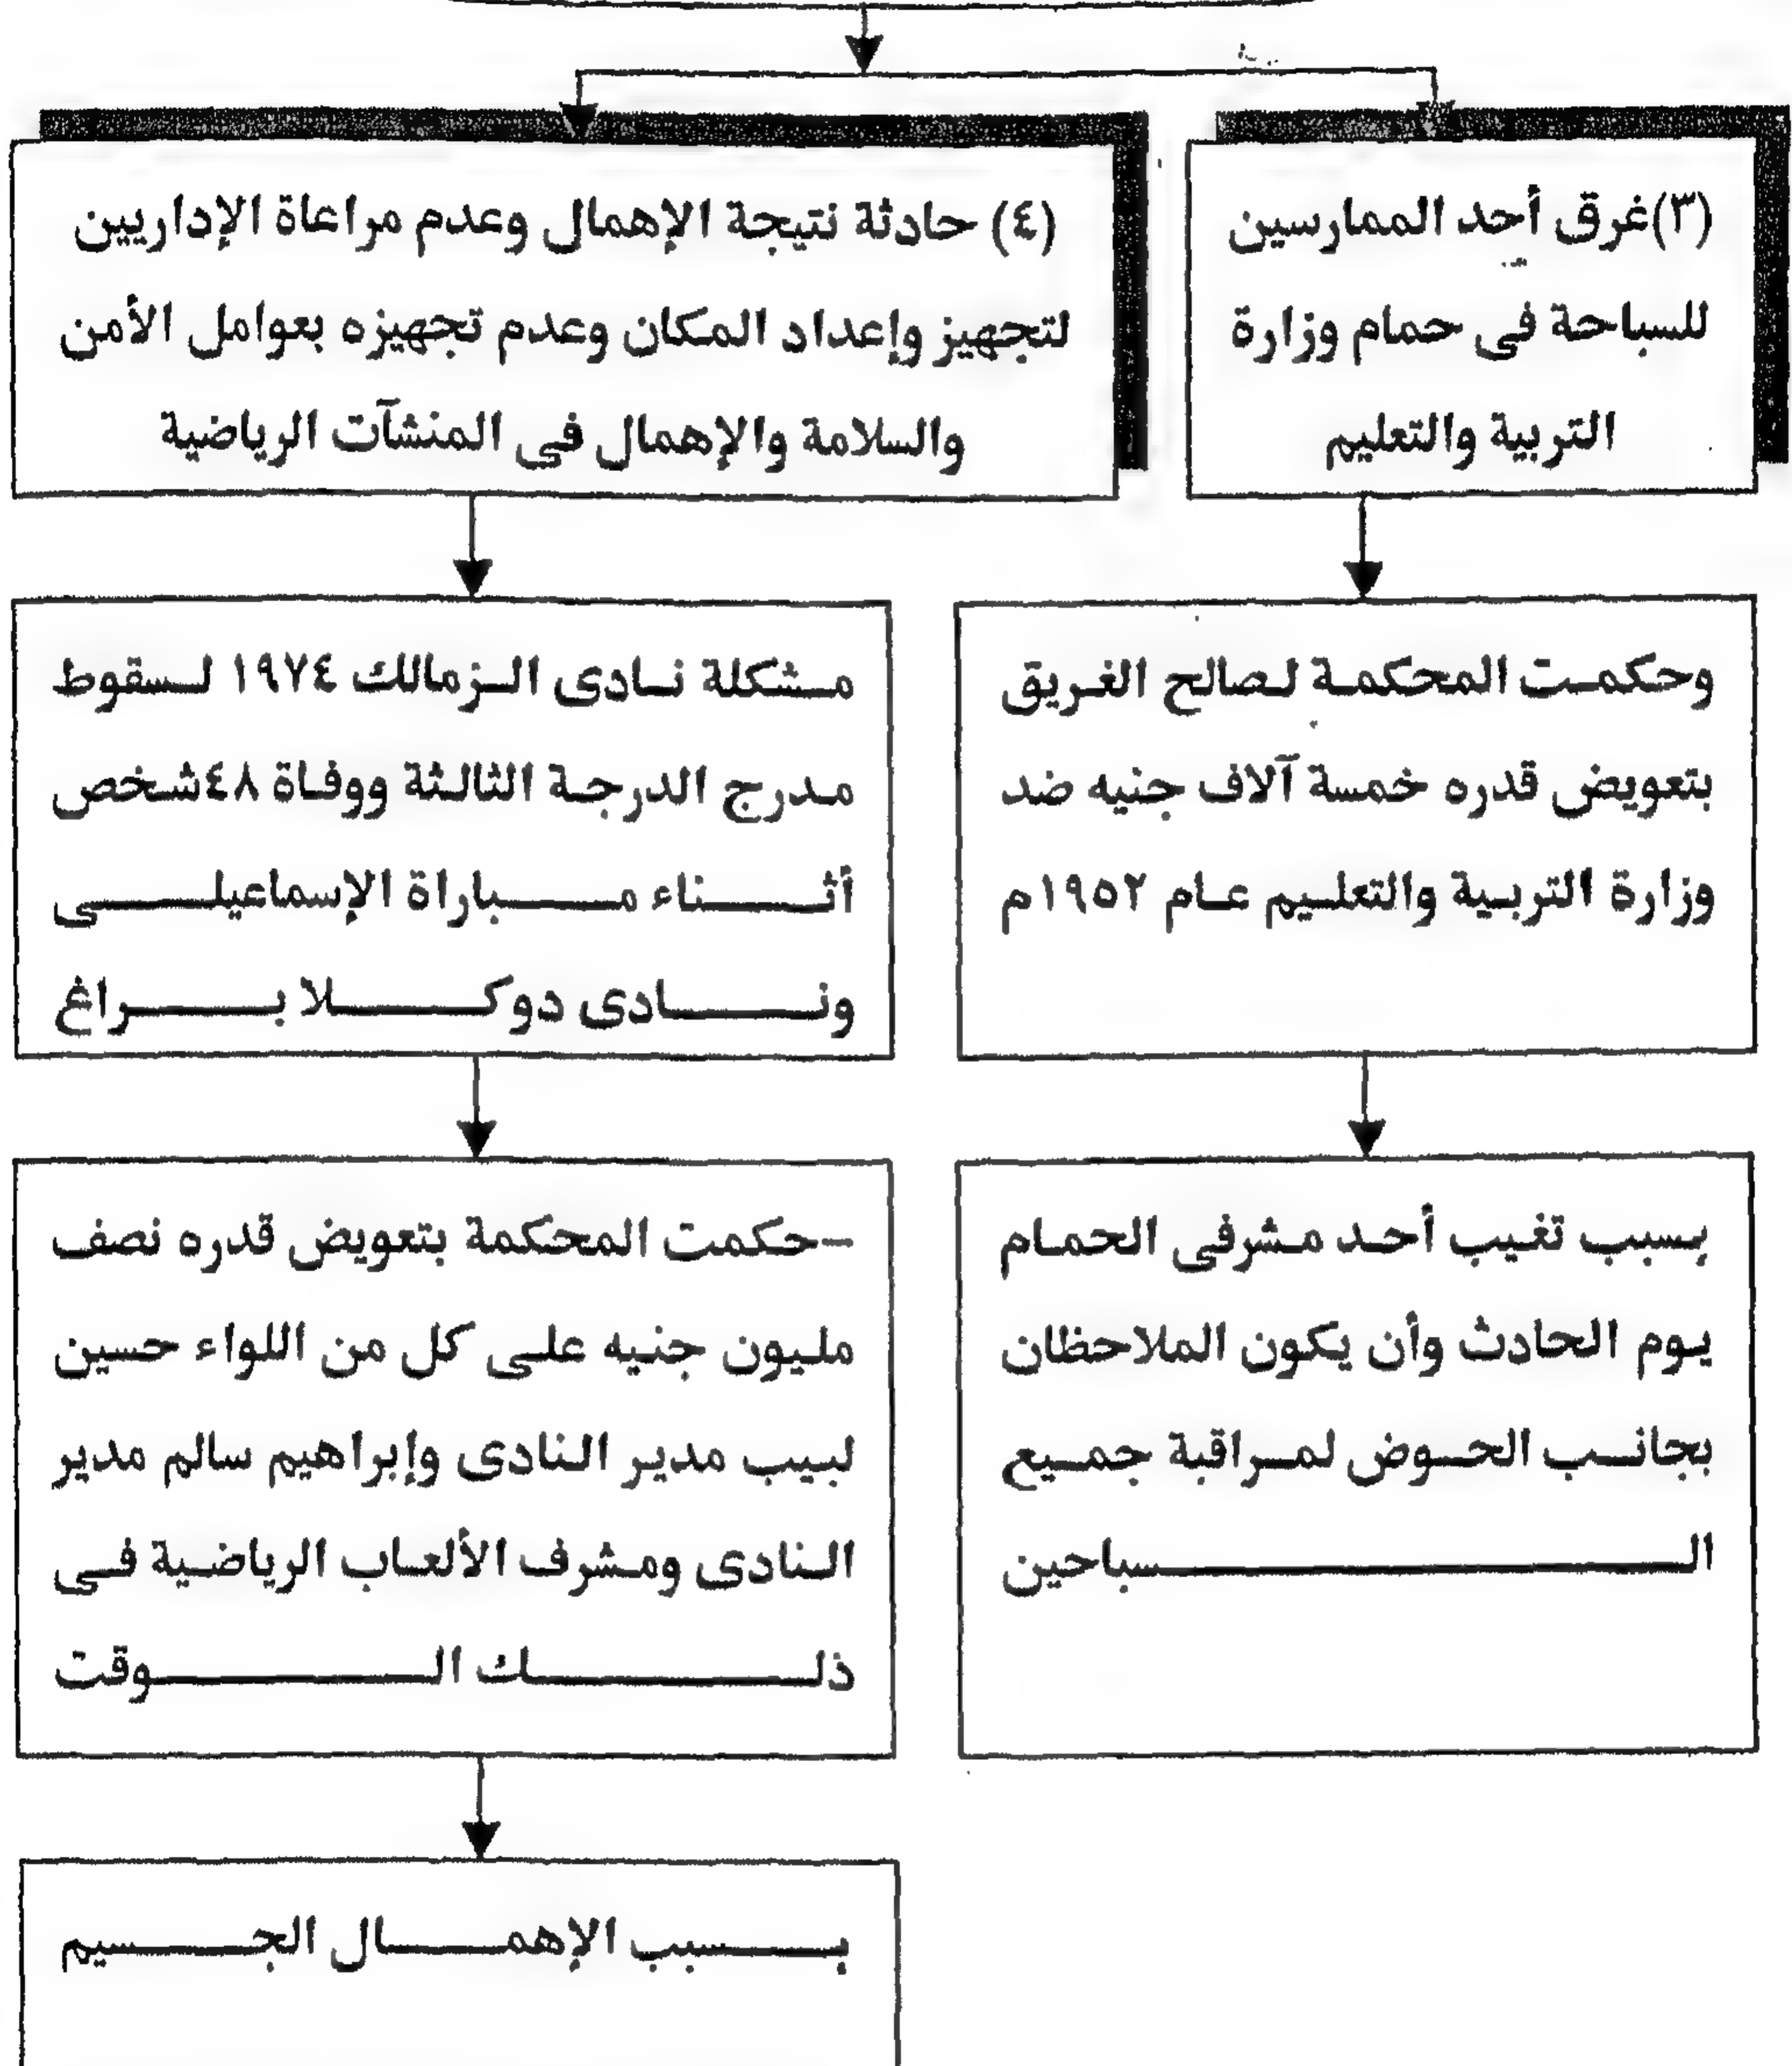 (٣)غرق أحد الممارسين
للسباحة فى حمام وزارة
التربية والتعليم
(٤) حادثة نتيجة الإهمال وعدم مراعاة الإداريين
لتجهيز وإعداد المكان وعدم تجهيزه بعوامل الأمن
والسلامة والإهمال فى المنشآت الرياضية
وحكمت المحكمة لصالح الغريق
بتعويض قدره خمسة آلاف جنيه ضد
وزارة التربية والتعليم عام ١٩٥٢م
مشكلة نادى الزمالك ١٩٧٤ لسقوط
مدرج الدرجة الثالثة ووفاة ٤٨شخص
أثناء مباراة الإسماعيلى
ونادى دوكلا براغ
بسبب تغيب أحد مشرفى الحمام
يوم الحادث وأن يكون الملاحظان
بجانب الحوض لمراقبة جميع
السباحين
-حكمت المحكمة بتعويض قدره نصف
مليون جنيه على كل من اللواء حسين
لبيب مدير النادى وإبراهيم سالم مدير
النادى ومشرف الألعاب الرياضية فى
ذلك الوقت
بسبب الإهمال الجسيم